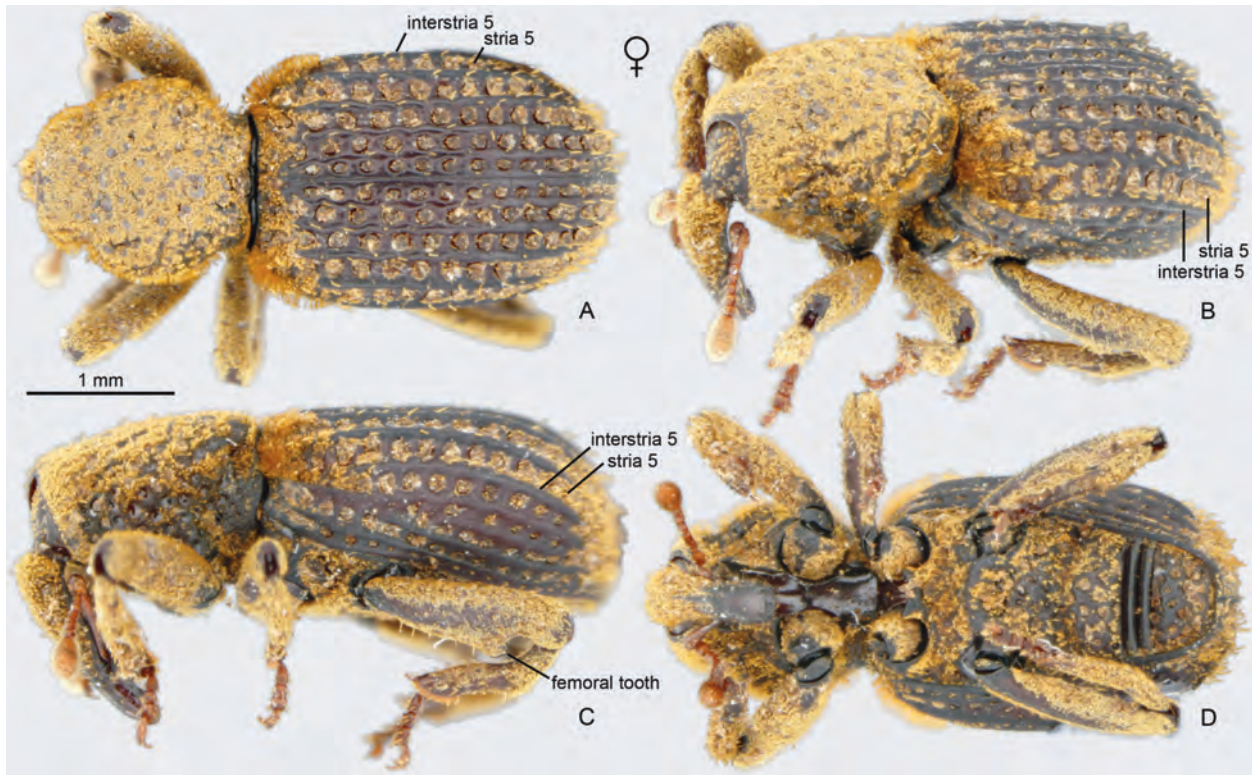 interstria 5
stria 5
♀
A
1 mm
stria 5
interstria 5
B
interstria 5
stria 5
femoral tooth
C
D